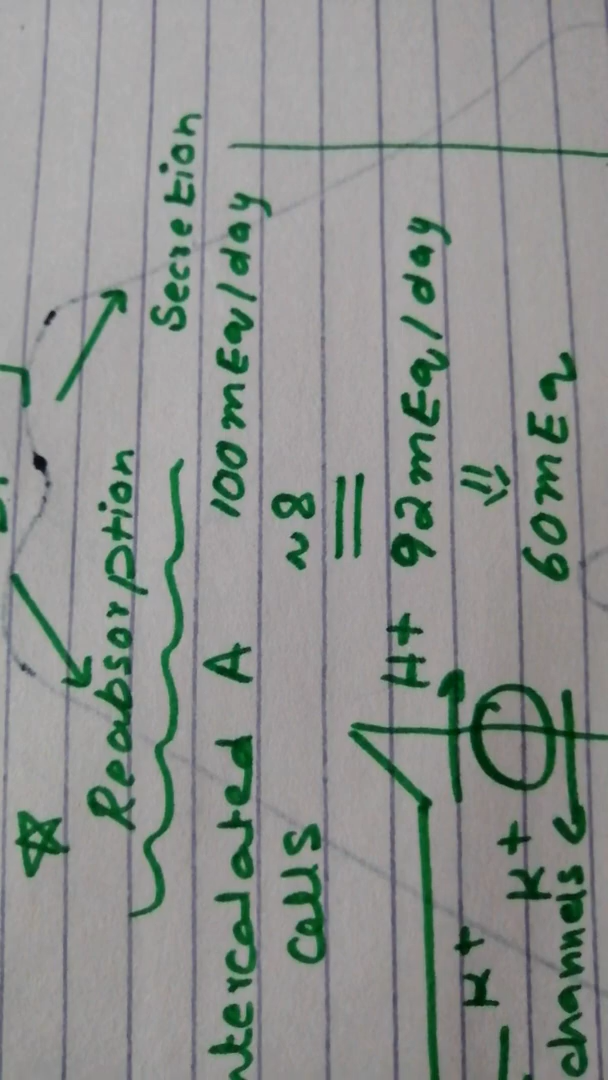 Reabsorption Secretion
ntercalated A 100 mEq/day
cells ~8
H+ 92 mEq/day
K+
K+ 60 mEq
channels